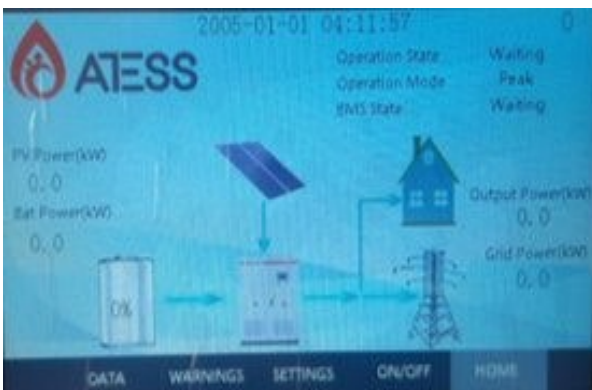 2005-01-01 04:11:57 0
ATESS
Operation State Waiting
Operation Mode Peak
BMS State Waiting
PV Power(kW)
0.0
Bat Power(kW)
0.0
Output Power(kW)
0.0
Grid Power(kW)
0.0
0%
DATA WARNINGS SETTINGS ON/OFF HOME